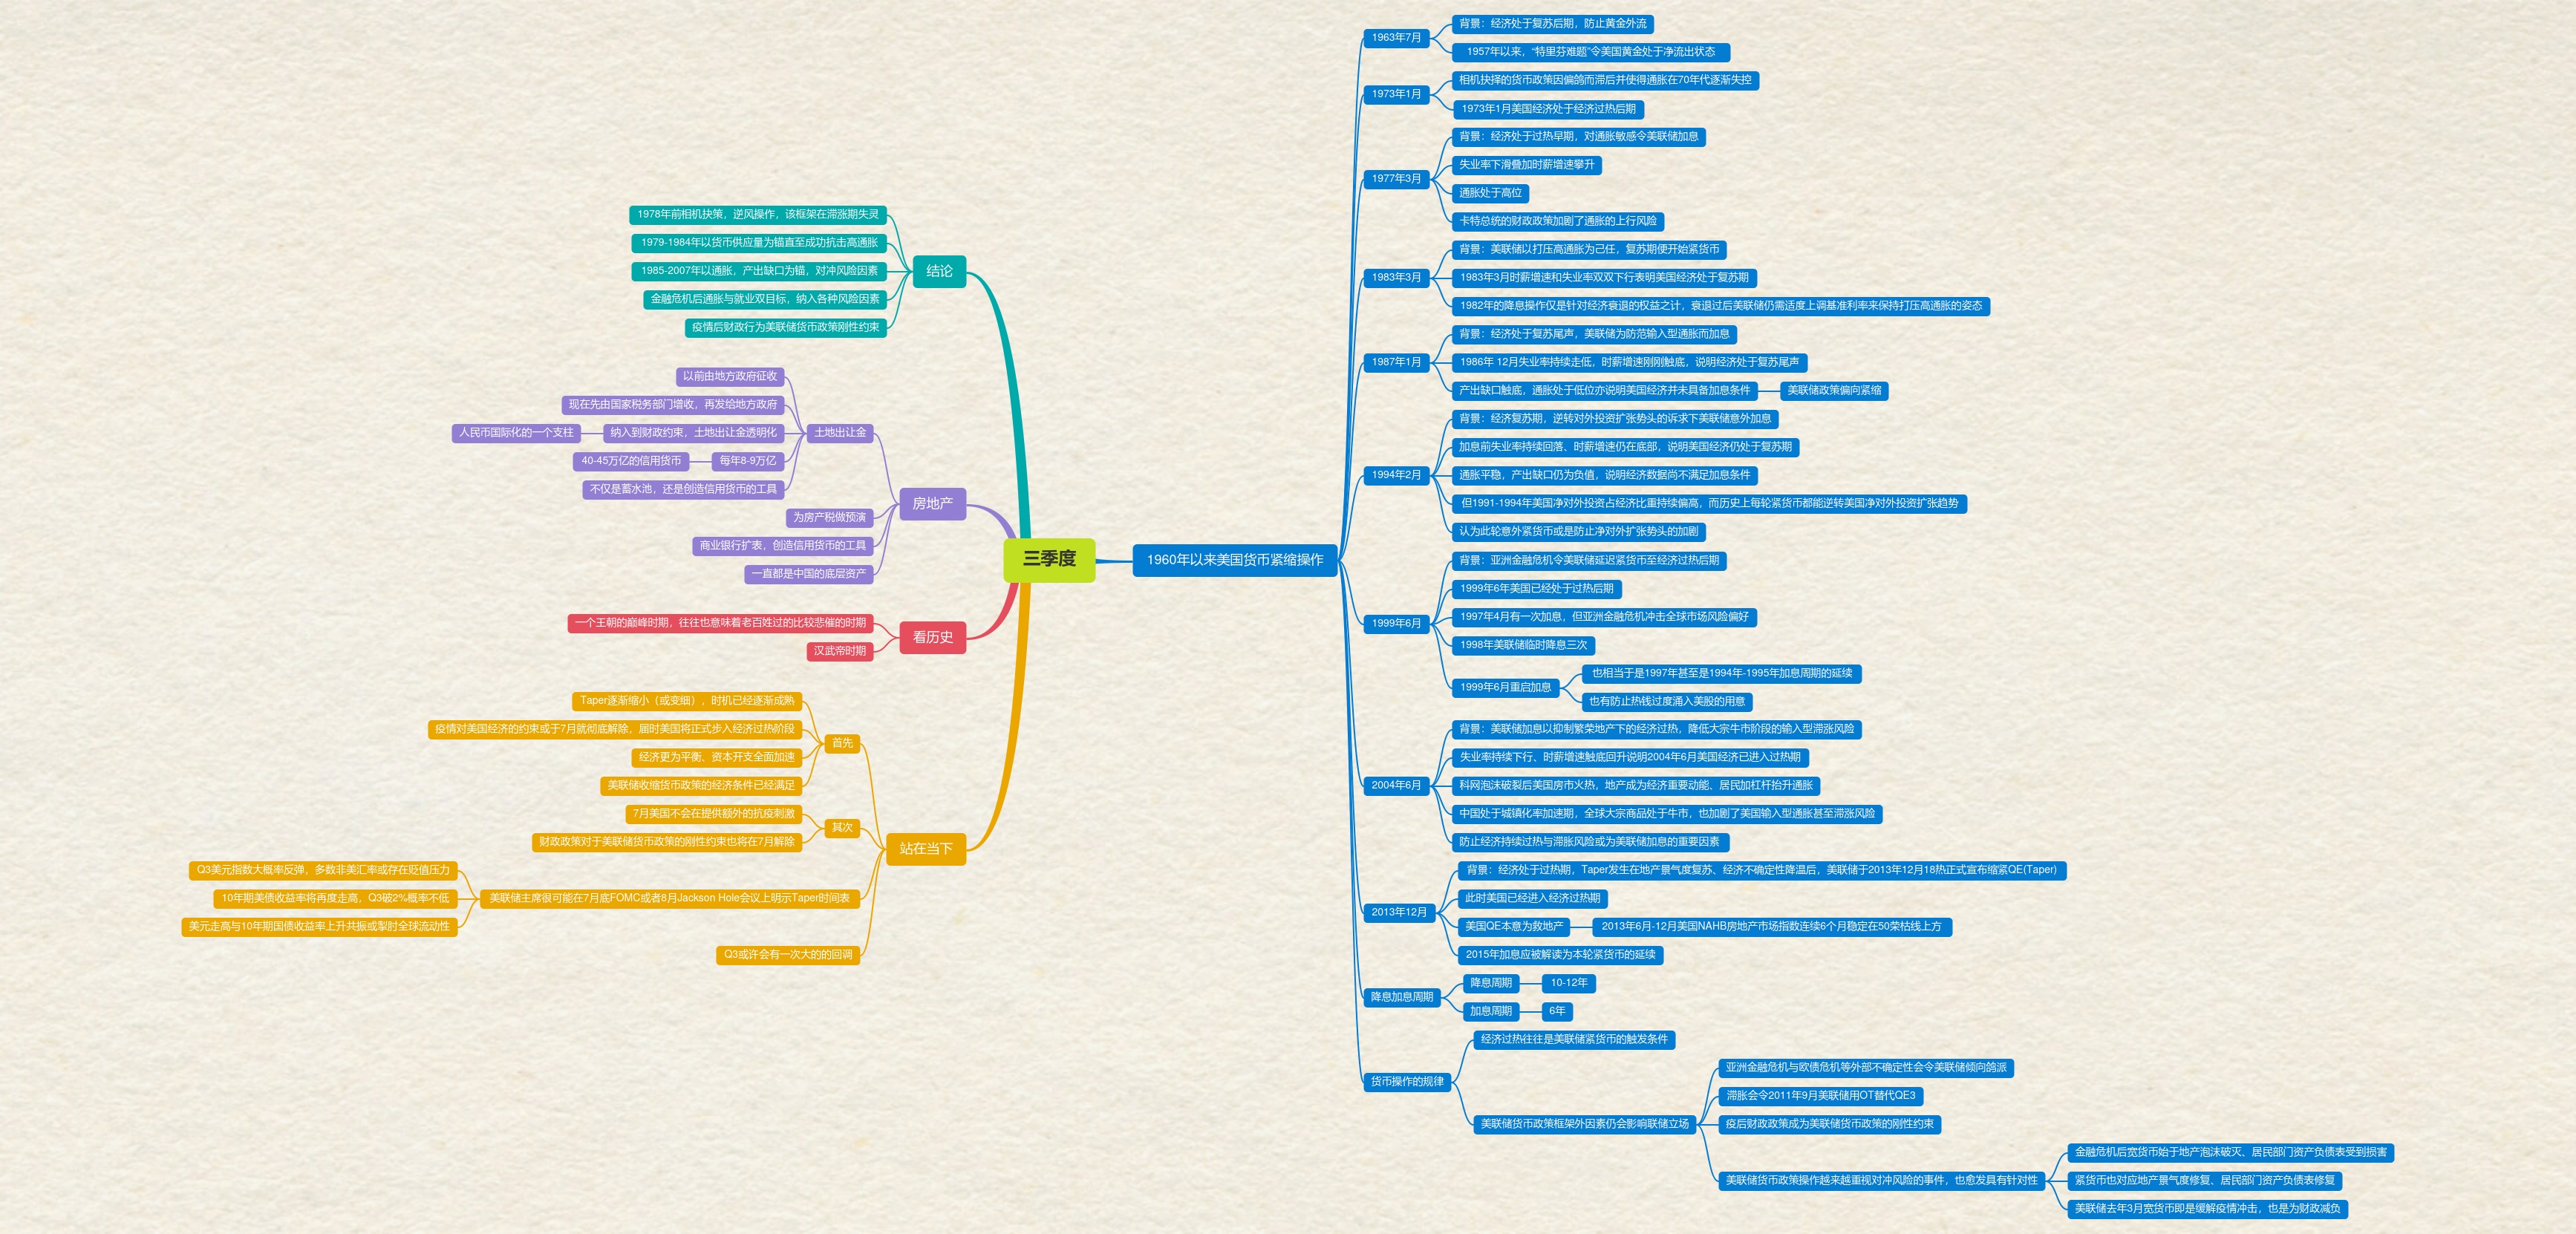 三季度
1960年以来美国货币紧缩操作
1963年7月
背景：经济处于复苏后期，防止黄金外流
1957年以来，“特里芬难题”令美国黄金处于净流出状态
1973年1月
相机抉择的货币政策因偏鸽而滞后并使得通胀在70年代逐渐失控
1973年1月美国经济处于经济过热后期
1977年3月
背景：经济处于过热早期，对通胀敏感令美联储加息
失业率下滑叠加时薪增速攀升
通胀处于高位
卡特总统的财政政策加剧了通胀的上行风险
1983年3月
背景：美联储以打压高通胀为己任，复苏期便开始紧货币
1983年3月时薪增速和失业率双双下行表明美国经济处于复苏期
1982年的降息操作仅是针对经济衰退的权益之计，衰退过后美联储仍需适度上调基准利率来保持打压高通胀的姿态
1987年1月
背景：经济处于复苏尾声，美联储为防范输入型通胀而加息
1986年 12月失业率持续走低，时薪增速刚刚触底，说明经济处于复苏尾声
产出缺口触底，通胀处于低位亦说明美国经济并未具备加息条件
美联储政策偏向紧缩
1994年2月
背景：经济复苏期，逆转对外投资扩张势头的诉求下美联储意外加息
加息前失业率持续回落、时薪增速仍在底部，说明美国经济仍处于复苏期
通胀平稳，产出缺口仍为负值，说明经济数据尚不满足加息条件
但1991-1994年美国净对外投资占经济比重持续偏高，而历史上每轮紧货币都能逆转美国净对外投资扩张趋势
认为此轮意外紧货币或是防止净对外扩张势头的加剧
1999年6月
背景：亚洲金融危机令美联储延迟紧货币至经济过热后期
1999年6年美国已经处于过热后期
1997年4月有一次加息，但亚洲金融危机冲击全球市场风险偏好
1998年美联储临时降息三次
1999年6月重启加息
也相当于是1997年甚至是1994年-1995年加息周期的延续
也有防止热钱过度涌入美股的用意
2004年6月
背景：美联储加息以抑制繁荣地产下的经济过热，降低大宗牛市阶段的输入型滞涨风险
失业率持续下行、时薪增速触底回升说明2004年6月美国经济已进入过热期
科网泡沫破裂后美国房市火热，地产成为经济重要动能、居民加杠杆抬升通胀
中国处于城镇化率加速期，全球大宗商品处于牛市，也加剧了美国输入型通胀甚至滞涨风险
防止经济持续过热与滞胀风险或为美联储加息的重要因素
2013年12月
背景：经济处于过热期，Taper发生在地产景气度复苏、经济不确定性降温后，美联储于2013年12月18热正式宣布缩紧QE(Taper)
此时美国已经进入经济过热期
美国QE本意为救地产
2013年6月-12月美国NAHB房地产市场指数连续6个月稳定在50荣枯线上方
2015年加息应被解读为本轮紧货币的延续
降息加息周期
降息周期
10-12年
加息周期
6年
货币操作的规律
经济过热往往是美联储紧货币的触发条件
美联储货币政策框架外因素仍会影响联储立场
亚洲金融危机与欧债危机等外部不确定性会令美联储倾向鸽派
滞胀会令2011年9月美联储用OT替代QE3
疫后财政政策成为美联储货币政策的刚性约束
美联储货币政策操作越来越重视对冲风险的事件，也愈发具有针对性
金融危机后宽货币始于地产泡沫破灭、居民部门资产负债表受到损害
紧货币也对应地产景气度修复、居民部门资产负债表修复
美联储去年3月宽货币即是缓解疫情冲击，也是为财政减负
结论
1978年前相机抉策，逆风操作，该框架在滞涨期失灵
1979-1984年以货币供应量为锚直至成功抗击高通胀
1985-2007年以通胀，产出缺口为锚，对冲风险因素
金融危机后通胀与就业双目标，纳入各种风险因素
疫情后财政行为美联储货币政策刚性约束
房地产
土地出让金
以前由地方政府征收
现在先由国家税务部门增收，再发给地方政府
纳入到财政约束，土地出让金透明化
人民币国际化的一个支柱
每年8-9万亿
40-45万亿的信用货币
不仅是蓄水池，还是创造信用货币的工具
为房产税做预演
商业银行扩表，创造信用货币的工具
一直都是中国的底层资产
看历史
一个王朝的巅峰时期，往往也意味着老百姓过的比较悲催的时期
汉武帝时期
站在当下
首先
Taper逐渐缩小（或变细），时机已经逐渐成熟
疫情对美国经济的约束或于7月就彻底解除，届时美国将正式步入经济过热阶段
经济更为平衡、资本开支全面加速
美联储收缩货币政策的经济条件已经满足
其次
7月美国不会在提供额外的抗疫刺激
财政政策对于美联储货币政策的刚性约束也将在7月解除
美联储主席很可能在7月底FOMC或者8月Jackson Hole会议上明示Taper时间表
Q3美元指数大概率反弹，多数非美汇率或存在贬值压力
10年期美债收益率将再度走高，Q3破2%概率不低
美元走高与10年期国债收益率上升共振或掣肘全球流动性
Q3或许会有一次大的的回调